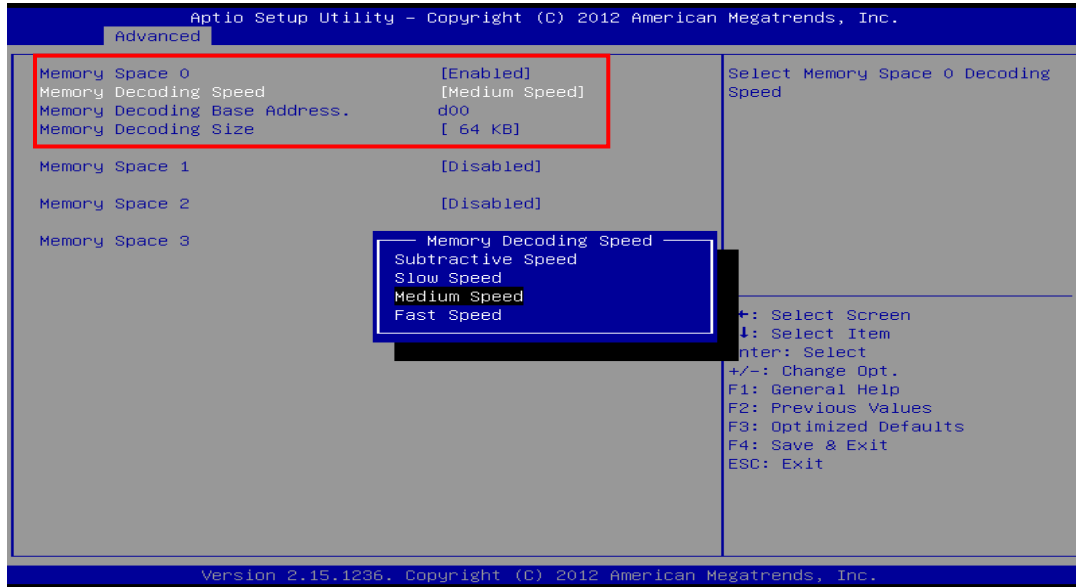 Aptio Setup Utility – Copyright (C) 2012 American Megatrends, Inc.
Advanced
Memory Space 0 [Enabled]
Memory Decoding Speed [Medium Speed]
Memory Decoding Base Address. d00
Memory Decoding Size [ 64 KB]
Memory Space 1 [Disabled]
Memory Space 2 [Disabled]
Memory Space 3
Memory Decoding Speed
Subtractive Speed
Slow Speed
Medium Speed
Fast Speed
Select Memory Space 0 Decoding
Speed
←: Select Screen
↓: Select Item
nter: Select
+/-: Change Opt.
F1: General Help
F2: Previous Values
F3: Optimized Defaults
F4: Save & Exit
ESC: Exit
Version 2.15.1236. Copyright (C) 2012 American Megatrends, Inc.